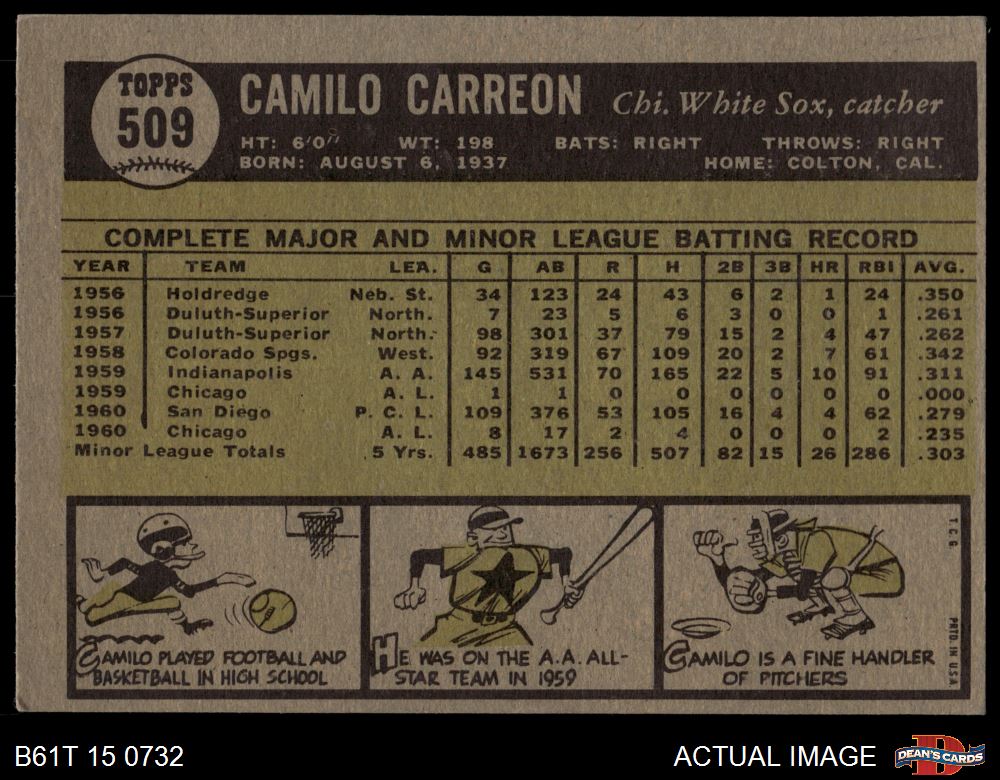 TOPPS
509
CAMILO CARREON Chi. White Sox, catcher
HT: 6'0" WT: 198 BATS: RIGHT THROWS: RIGHT
BORN: AUGUST 6, 1937 HOME: COLTON, CAL.
COMPLETE MAJOR AND MINOR LEAGUE BATTING RECORD
YEAR TEAM LEA. G AB R H 2B 3B HR RBI AVG.
1956 Holdredge Neb. St. 34 123 24 43 6 2 1 24 .350
1956 Duluth-Superior North. 7 23 5 6 3 0 0 1 .261
1957 Duluth-Superior North. 98 301 37 79 15 2 4 47 .262
1958 Colorado Spgs. West. 92 319 67 109 20 2 7 61 .342
1959 Indianapolis A. A. 145 531 70 165 22 5 10 91 .311
1959 Chicago A. L. 1 1 0 0 0 0 0 0 .000
1960 San Diego P. C. L. 109 376 53 105 16 4 4 62 .279
1960 Chicago A. L. 8 17 2 4 0 0 0 2 .235
Minor League Totals 5 Yrs. 485 1673 256 507 82 15 26 286 .303
CAMILO PLAYED FOOTBALL AND
BASKETBALL IN HIGH SCHOOL
HE WAS ON THE A.A. ALL-
STAR TEAM IN 1959
CAMILO IS A FINE HANDLER
OF PITCHERS
T.C.G.
PRTD. IN U.S.A.
B61T 15 0732
ACTUAL IMAGE
DEAN'S CARDS